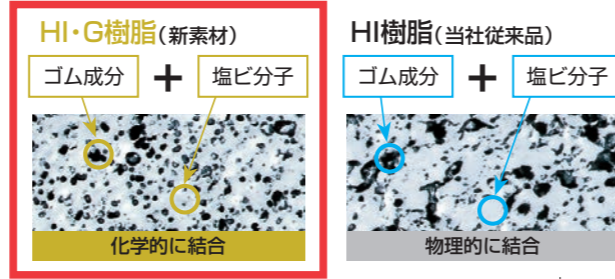 HI・G樹脂(新素材)
ゴム成分 + 塩ビ分子
化学的に結合
HI樹脂(当社従来品)
ゴム成分 + 塩ビ分子
物理的に結合